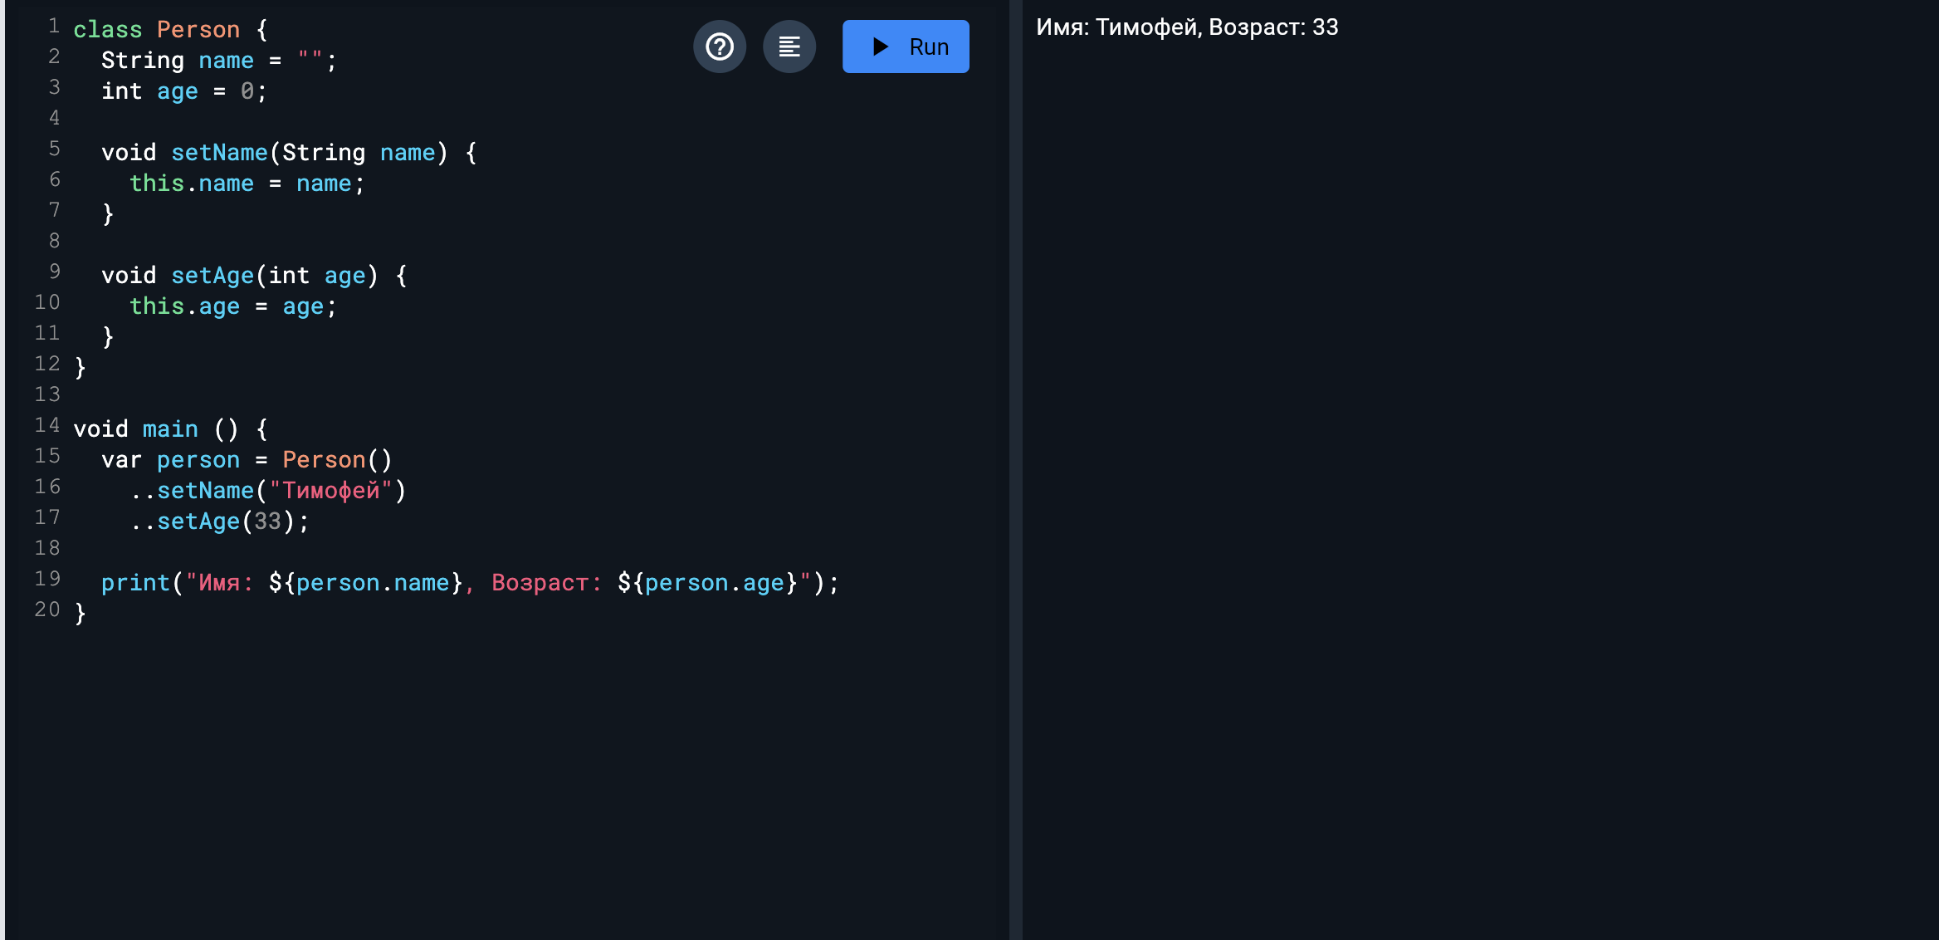 1 class Person {
2   String name = "";
3   int age = 0;
4
5   void setName(String name) {
6     this.name = name;
7   }
8
9   void setAge(int age) {
10     this.age = age;
11   }
12 }
13
14 void main () {
15   var person = Person()
16     ..setName("Тимофей")
17     ..setAge(33);
18
19   print("Имя: ${person.name}, Возраст: ${person.age}");
20 }
Run
Имя: Тимофей, Возраст: 33